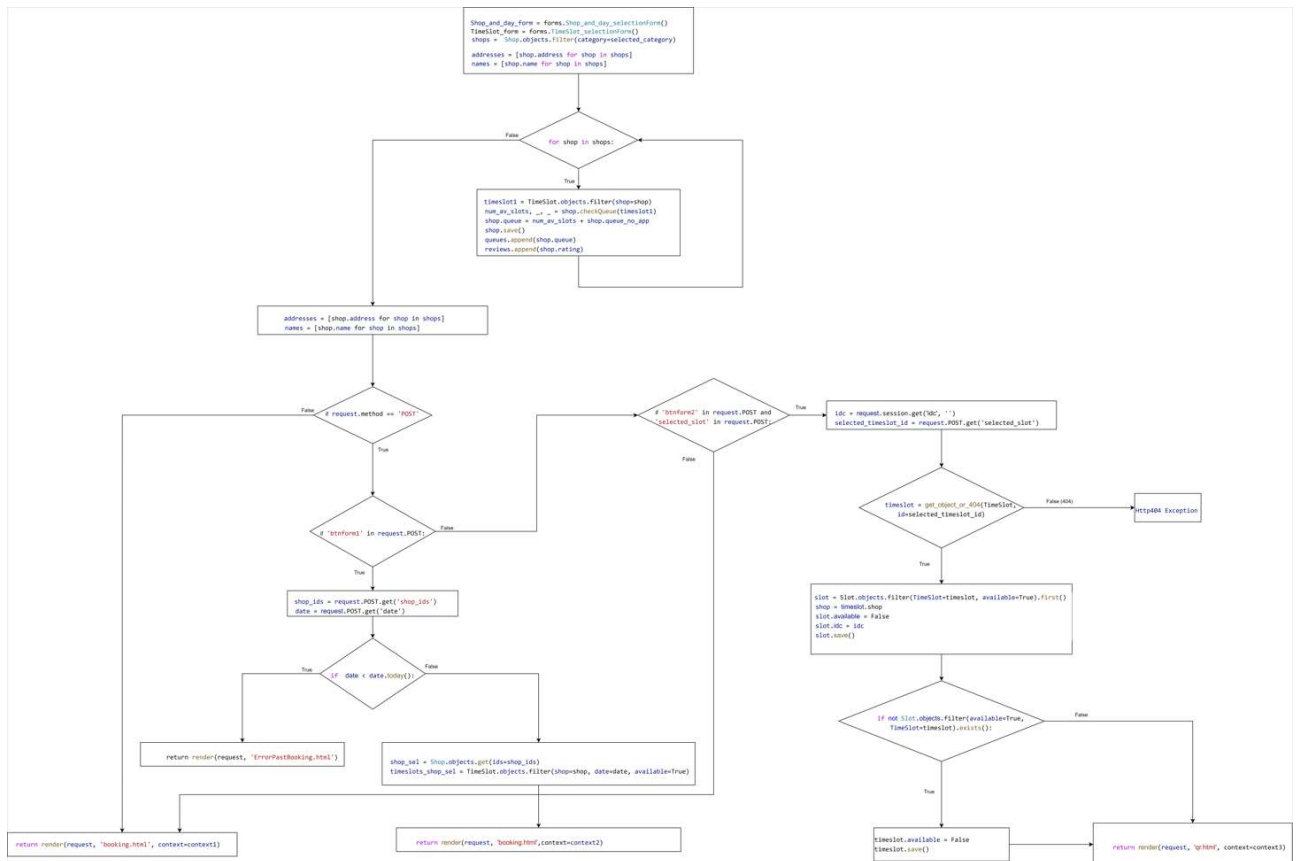 Shop_and_day_form = forms.Shop_and_day_selectionForm()
TimeSlot_form = forms.TimeSlot_selectionForm()
shops = Shop.objects.filter(category=selected_category)
addresses = [shop.address for shop in shops]
names = [shop.name for shop in shops]
False
for shop in shops:
True
timeslot1 = TimeSlot.objects.filter(shop=shop)
num_av_slots, _, _ = shop.checkQueue(timeslot1)
shop.queue = num_av_slots + shop.queue_no_app
shop.save()
queues.append(shop.queue)
reviews.append(shop.rating)
addresses = [shop.address for shop in shops]
names = [shop.name for shop in shops]
False
if request.method == 'POST'
True
if 'btnform1' in request.POST:
False
True
if 'btnform2' in request.POST and
'selected_slot' in request.POST:
True
False
idc = request.session.get('idc', '')
selected_timeslot_id = request.POST.get('selected_slot')
timeslot = get_object_or_404(TimeSlot,
id=selected_timeslot_id)
False (404)
Http404 Exception
True
shop_ids = request.POST.get('shop_ids')
date = request.POST.get('date')
True
if date < date.today():
False
slot = Slot.objects.filter(TimeSlot=timeslot, available=True).first()
shop = timeslot.shop
slot.available = False
slot.idc = idc
slot.save()
if not Slot.objects.filter(available=True,
TimeSlot=timeslot).exists():
False
True
return render(request, 'ErrorPastBooking.html')
shop_sel = Shop.objects.get(ids=shop_ids)
timeslots_shop_sel = TimeSlot.objects.filter(shop=shop, date=date, available=True)
return render(request, 'booking.html', context=context1)
return render(request, 'booking.html',context=context2)
timeslot.available = False
timeslot.save()
return render(request, 'qr.html', context=context3)